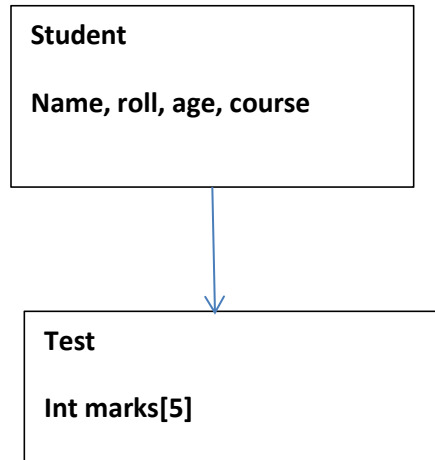 Student
Name, roll, age, course
Test
Int marks[5]